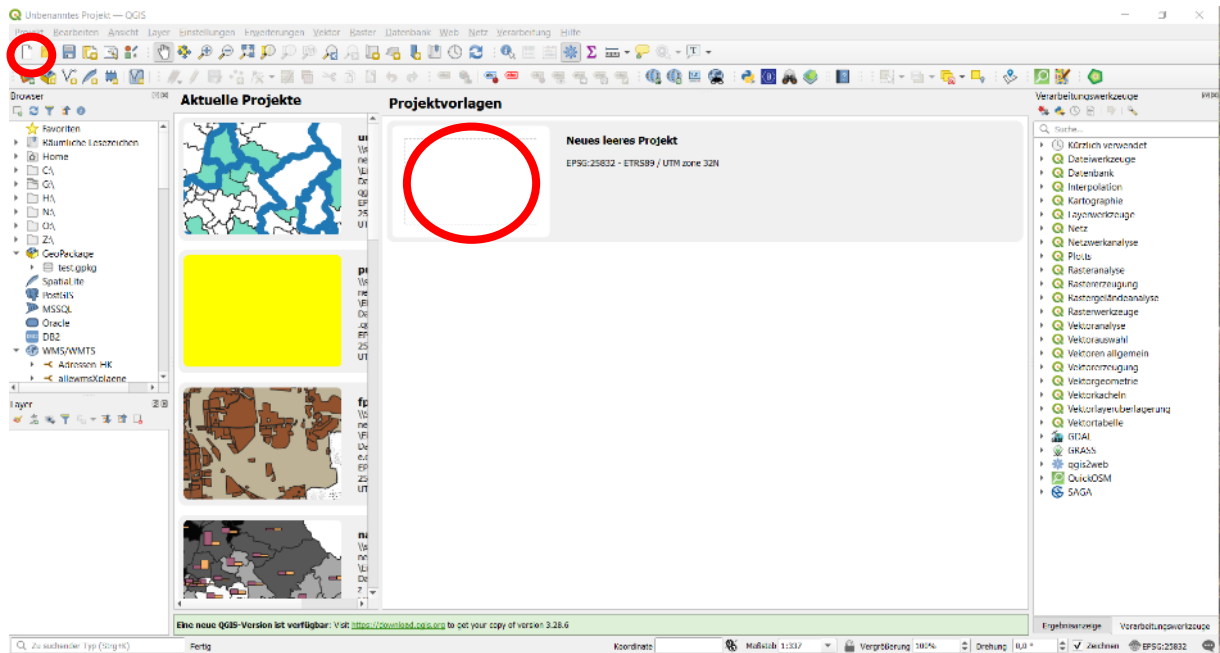 Unbenanntes Projekt — QGIS
Projekt Bearbeiten Ansicht Layer Einstellungen Erweiterungen Vektor Raster Datenbank Web Netz Verarbeitung Hilfe
Browser
Favoriten
Räumliche Lesezeichen
Home
C:\
G:\
H:\
N:\
O:\
Z:\
GeoPackage
test.gpkg
SpatiaLite
PostGIS
MSSQL
Oracle
DB2
WMS/WMTS
Adressen HK
allewmsXplaene
Layer
Aktuelle Projekte
Projektvorlagen
Neues leeres Projekt
EPSG:25832 - ETRS89 / UTM zone 32N
Eine neue QGIS-Version ist verfügbar: Visit https://download.qgis.org to get your copy of version 3.28.6
Verarbeitungswerkzeuge
Suche...
Kürzlich verwendet
Dateiwerkzeuge
Datenbank
Interpolation
Kartographie
Layerwerkzeuge
Netz
Netzwerkanalyse
Plots
Rasteranalyse
Rastererzeugung
Rastergeländeanalyse
Rasterwerkzeuge
Vektoranalyse
Vektorauswahl
Vektoren allgemein
Vektorerzeugung
Vektorgeometrie
Vektorkacheln
Vektorlayerüberlagerung
Vektortabelle
GDAL
GRASS
qgis2web
QuickOSM
SAGA
Ergebnisanzeige Verarbeitungswerkzeuge
Zu suchender Typ (Strg+K) Fertig Koordinate Maßstab 1:337 Vergrößerung 100% Drehung 0,0 ° Zeichnen EPSG:25832